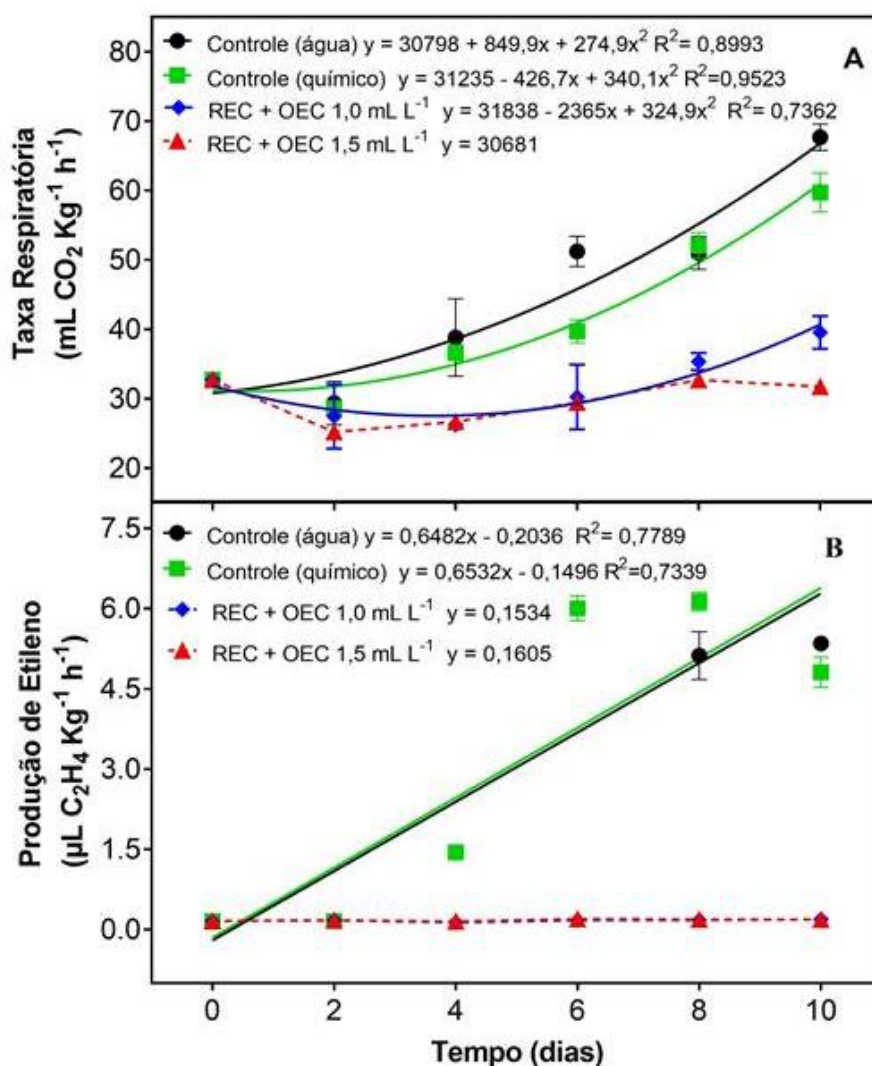 Controle (água) y = 30798 + 849,9x + 274,9x² R²= 0,8993
A
Controle (químico) y = 31235 - 426,7x + 340,1x² R²=0,9523
REC + OEC 1,0 mL L⁻¹ y = 31838 - 2365x + 324,9x² R²= 0,7362
REC + OEC 1,5 mL L⁻¹ y = 30681
80
70
60
50
40
30
20
Taxa Respiratória
(mL CO₂ Kg⁻¹ h⁻¹)
Controle (água) y = 0,6482x - 0,2036 R²= 0,7789
B
Controle (químico) y = 0,6532x - 0,1496 R²=0,7339
REC + OEC 1,0 mL L⁻¹ y = 0,1534
REC + OEC 1,5 mL L⁻¹ y = 0,1605
7.5
6.0
4.5
3.0
1.5
0.0
Produção de Etileno
(µL C₂H₄ Kg⁻¹ h⁻¹)
0 2 4 6 8 10
Tempo (dias)